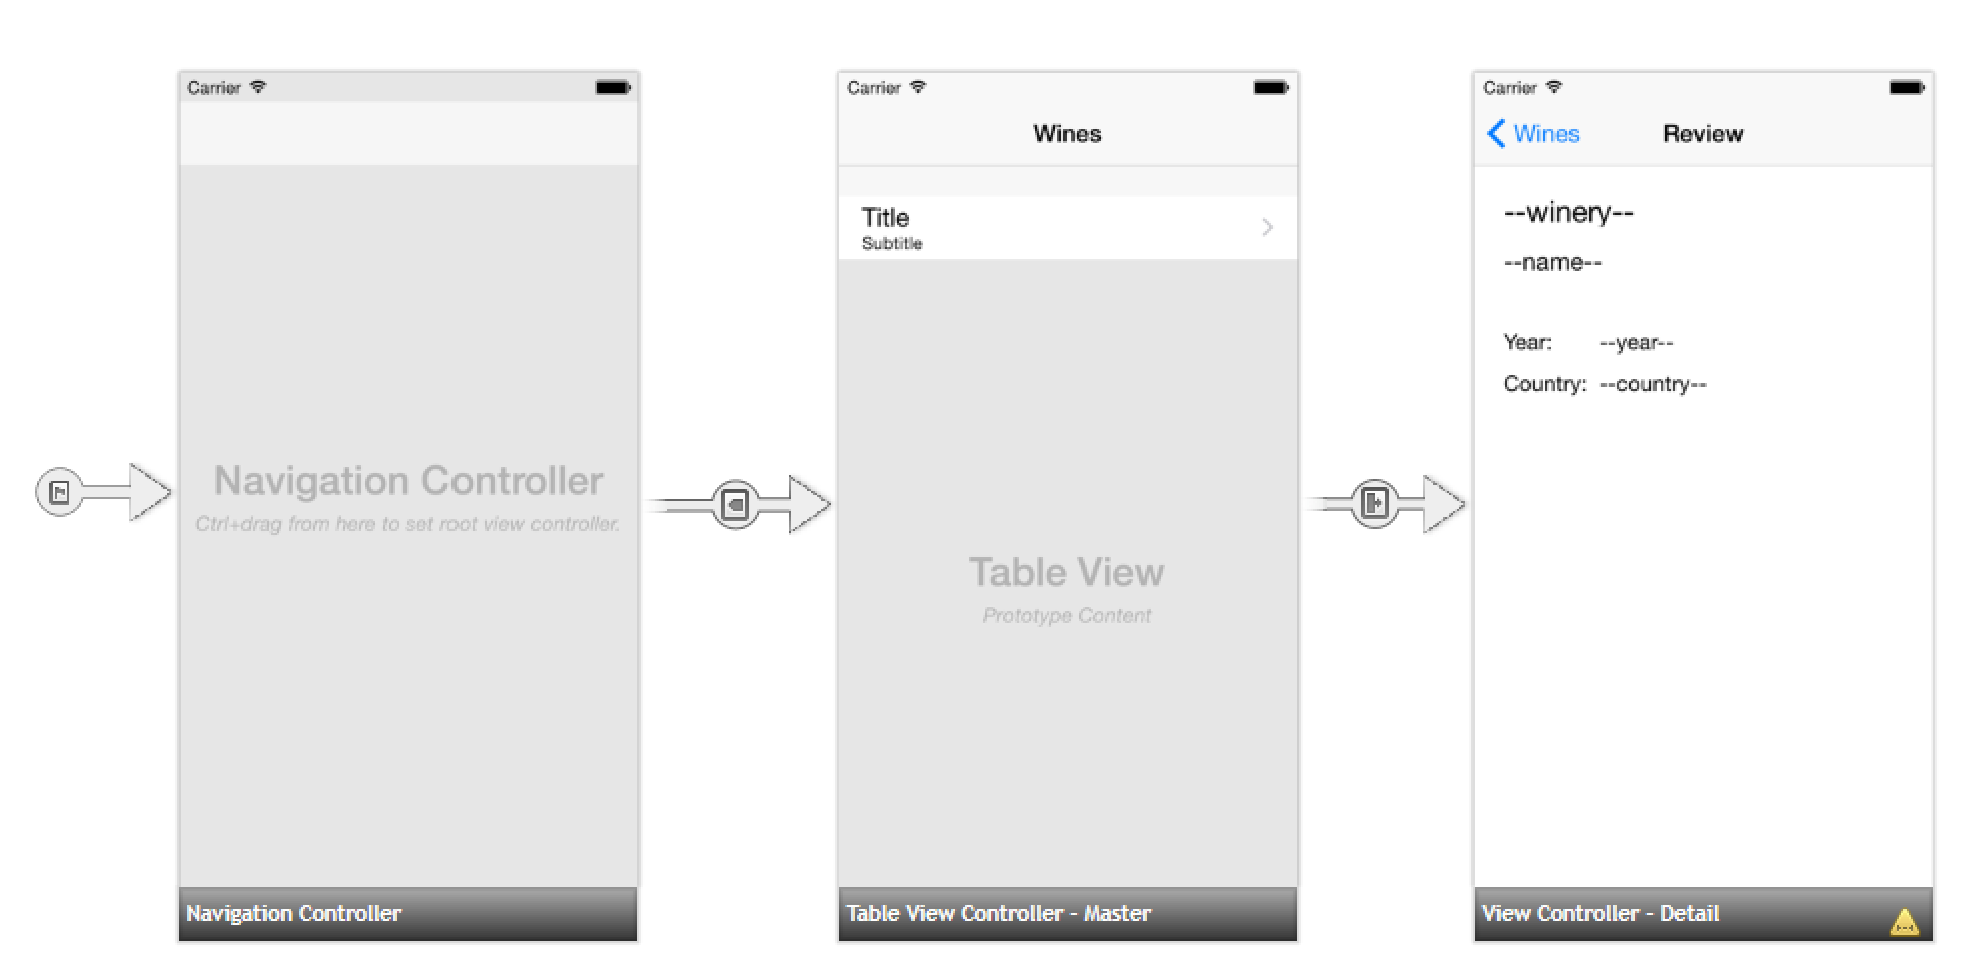 Carrier
Navigation Controller
Ctrl+drag from here to set root view controller.
Navigation Controller
Carrier
Wines
Title
Subtitle
Table View
Prototype Content
Table View Controller - Master
Carrier
Wines Review
--winery--
--name--
Year: --year--
Country: --country--
View Controller - Detail